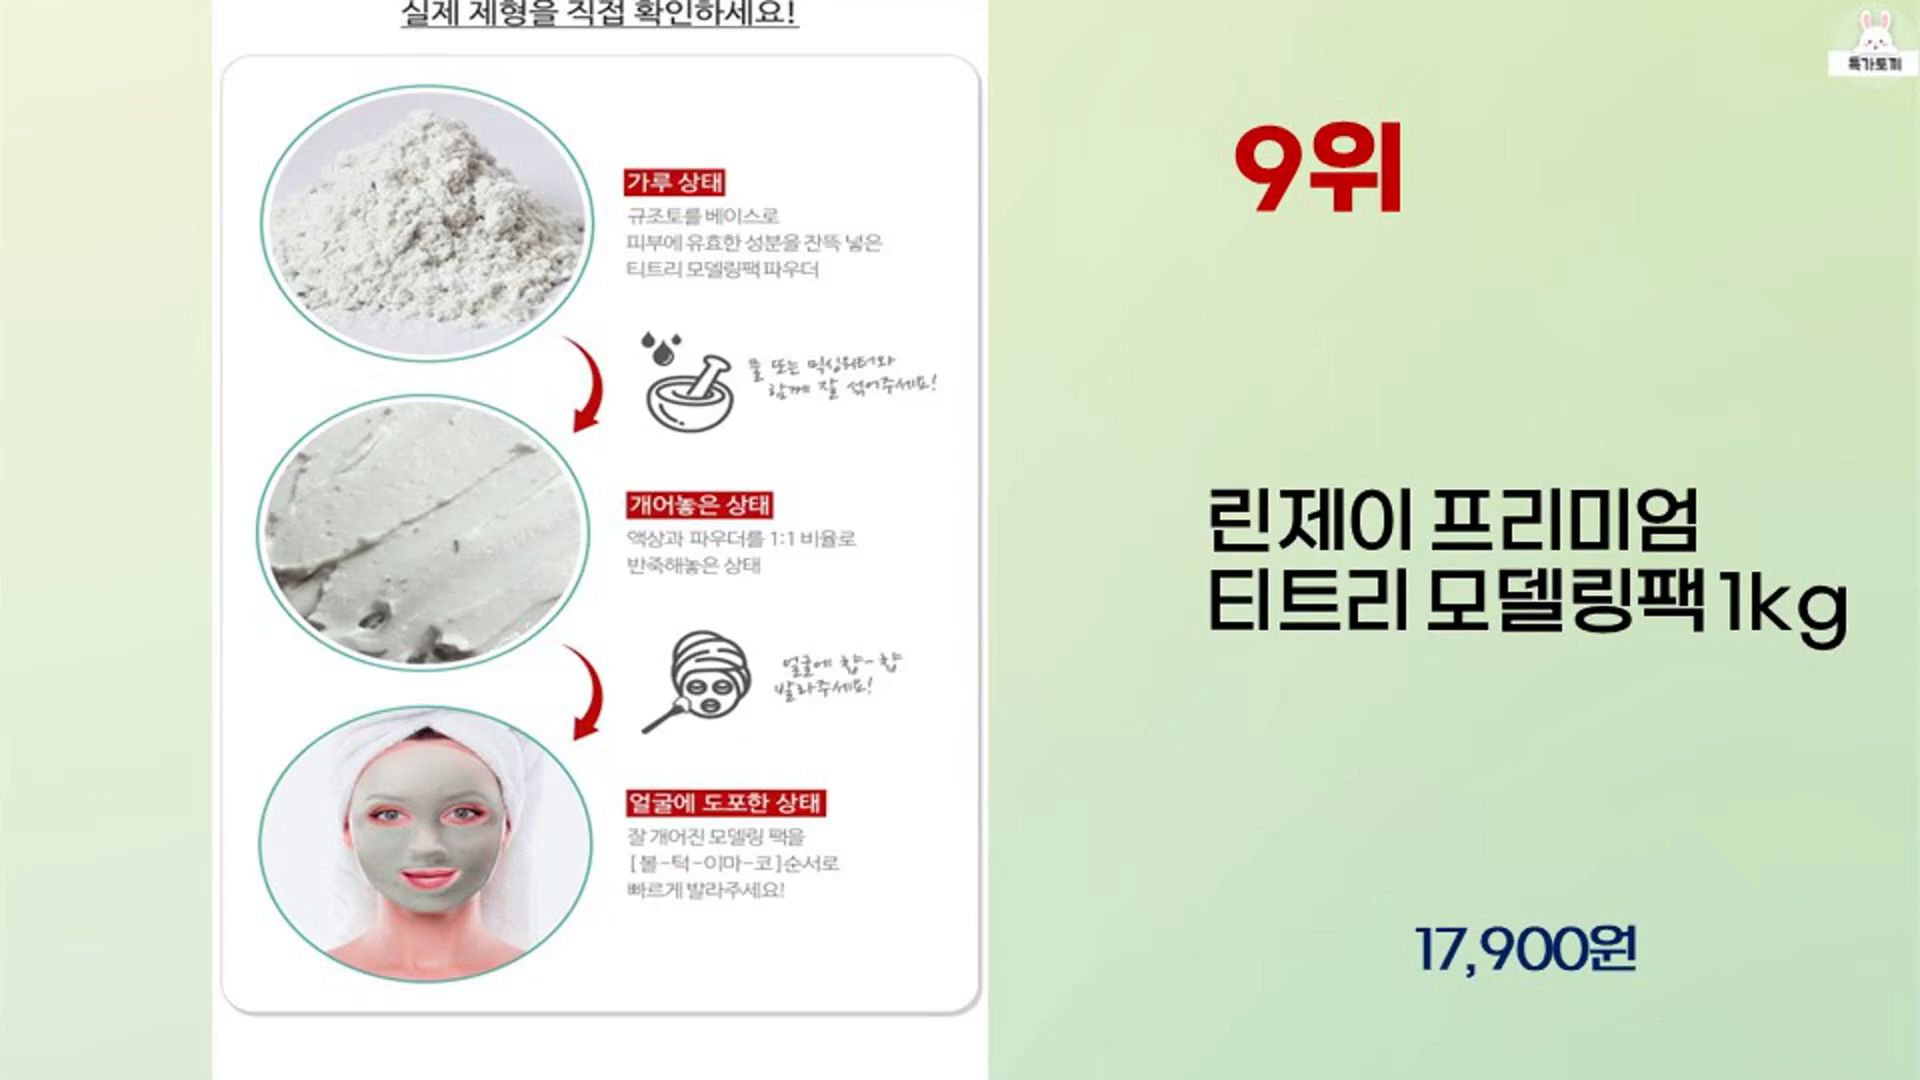 실제 제형을 직접 확인하세요!
가루 상태
규조토를 베이스로
피부에 유효한 성분을 잔뜩 넣은
티트리 모델링팩 파우더
물 또는 믹싱워터와
함께 잘 섞어주세요!
개어놓은 상태
액상과 파우더를 1:1 비율로
반죽해놓은 상태
얼굴에 챱-챱
발라주세요!
얼굴에 도포한 상태
잘 개어진 모델링 팩을
[볼-턱-이마-코]순서로
빠르게 발라주세요!
특가토끼
9위
린제이 프리미엄
티트리 모델링팩 1kg
17,900원